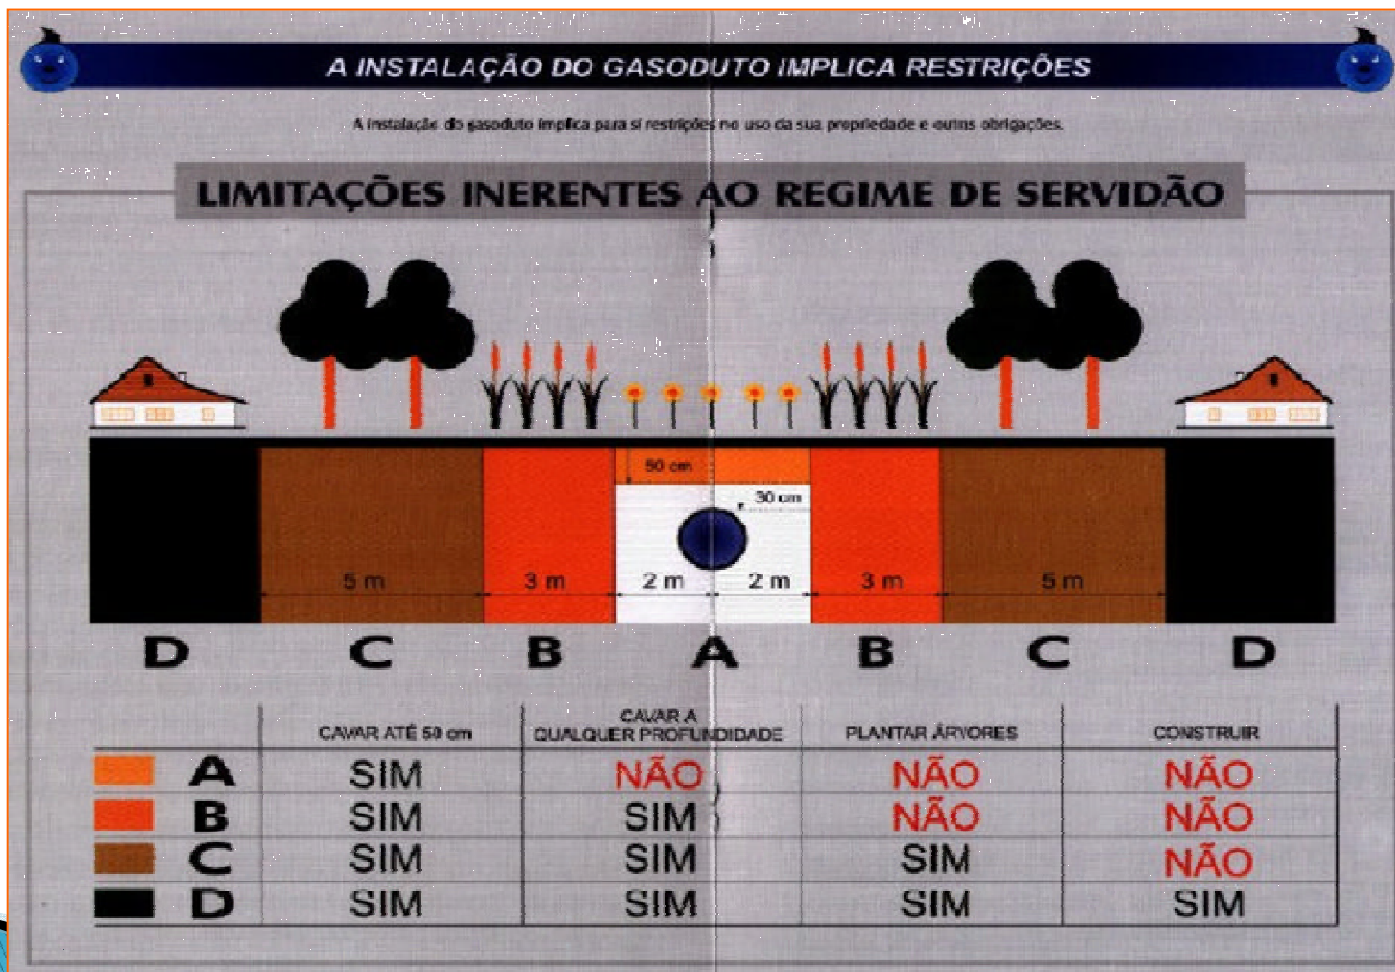 A INSTALAÇÃO DO GASODUTO IMPLICA RESTRIÇÕES
A instalação do gasoduto implica para si restrições no uso da sua propriedade e outras obrigações.
LIMITAÇÕES INERENTES AO REGIME DE SERVIDÃO
50 cm
30 cm
5 m 3 m 2 m 2 m 3 m 5 m
D C B A B C D
CAVAR ATÉ 50 cm CAVAR A QUALQUER PROFUNDIDADE PLANTAR ÁRVORES CONSTRUIR
A SIM NÃO NÃO NÃO
B SIM SIM NÃO NÃO
C SIM SIM SIM NÃO
D SIM SIM SIM SIM